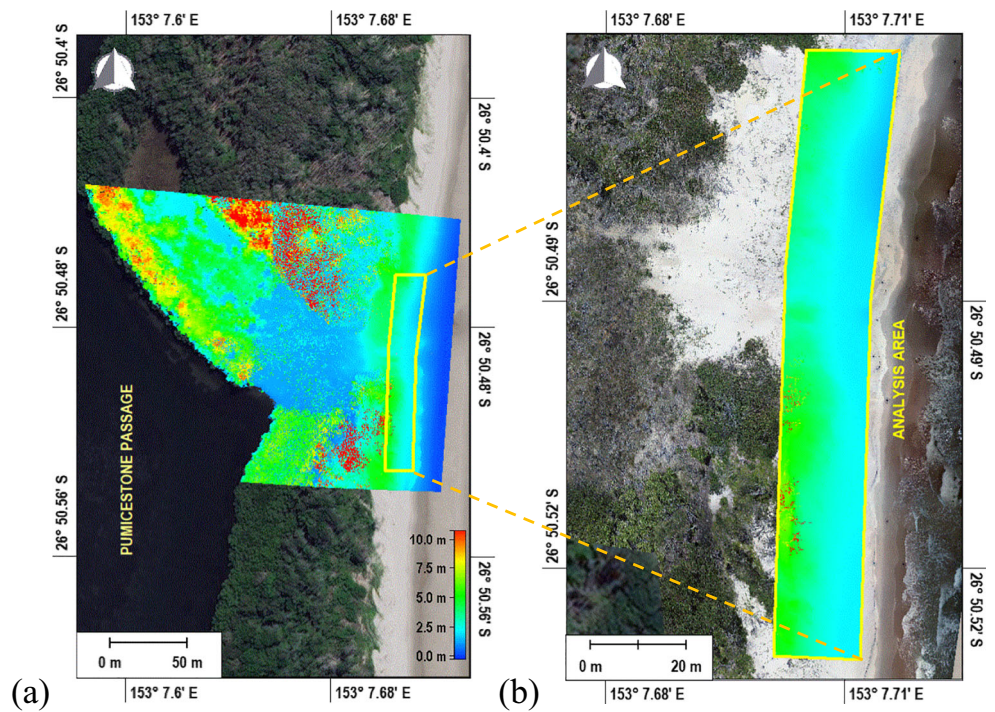 153° 7.6' E
153° 7.68' E
153° 7.68' E
153° 7.71' E
26° 50.4' S
26° 50.4' S
26° 50.48' S
26° 50.48' S
26° 50.56' S
26° 50.56' S
PUMICESTONE PASSAGE
10.0 m
7.5 m
5.0 m
2.5 m
0.0 m
0 m 50 m
26° 50.49' S
26° 50.49' S
26° 50.52' S
26° 50.52' S
ANALYSIS AREA
0 m 20 m
(a) 153° 7.6' E 153° 7.68' E
(b) 153° 7.68' E 153° 7.71' E